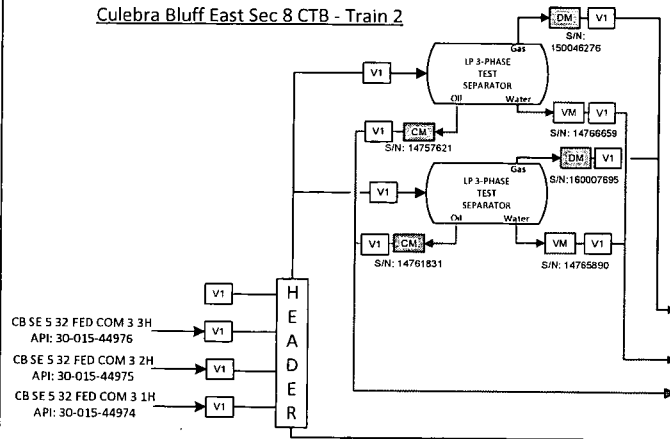 Culebra Bluff East Sec 8 CTB - Train 2
DM V1
S/N:
150046276
Gas
V1
LP 3-PHASE
TEST
SEPARATOR
Oil Water
VM V1
S/N: 14766659
V1 CM
S/N: 14757621
DM V1
S/N:160007695
Gas
V1
LP 3-PHASE
TEST
SEPARATOR
Oil Water
V1 CM
S/N: 14761831
VM V1
S/N: 14765890
V1
HEADER
CB SE 5 32 FED COM 3 3H
API: 30-015-44976
V1
CB SE 5 32 FED COM 3 2H
API: 30-015-44975
V1
CB SE 5 32 FED COM 3 1H
API: 30-015-44974
V1